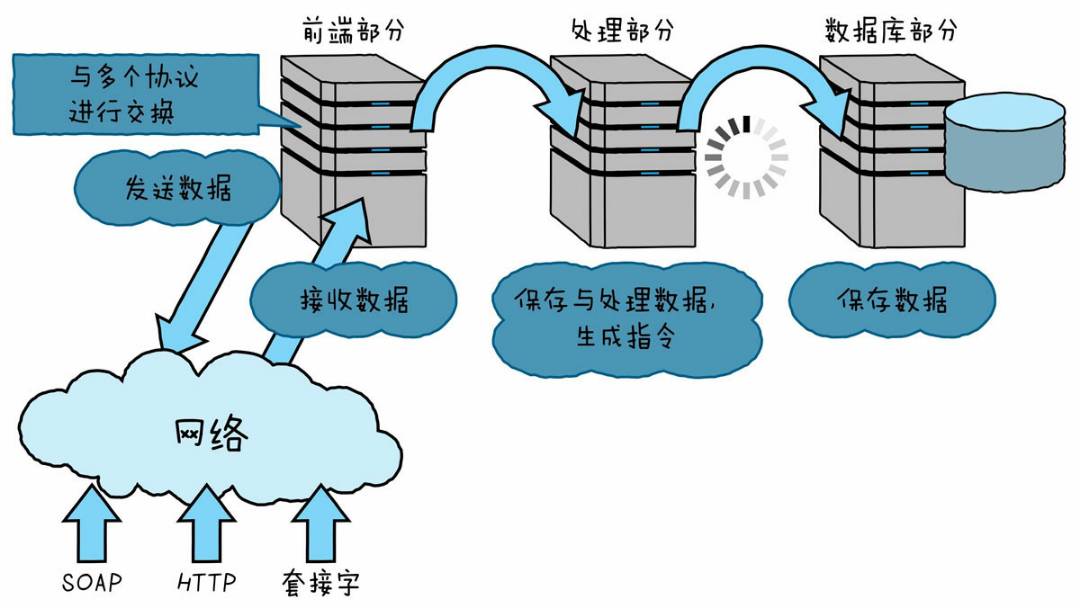 前端部分
处理部分
数据库部分
与多个协议
进行交换
发送数据
接收数据
保存与处理数据,
生成指令
保存数据
网络
SOAP
HTTP
套接字